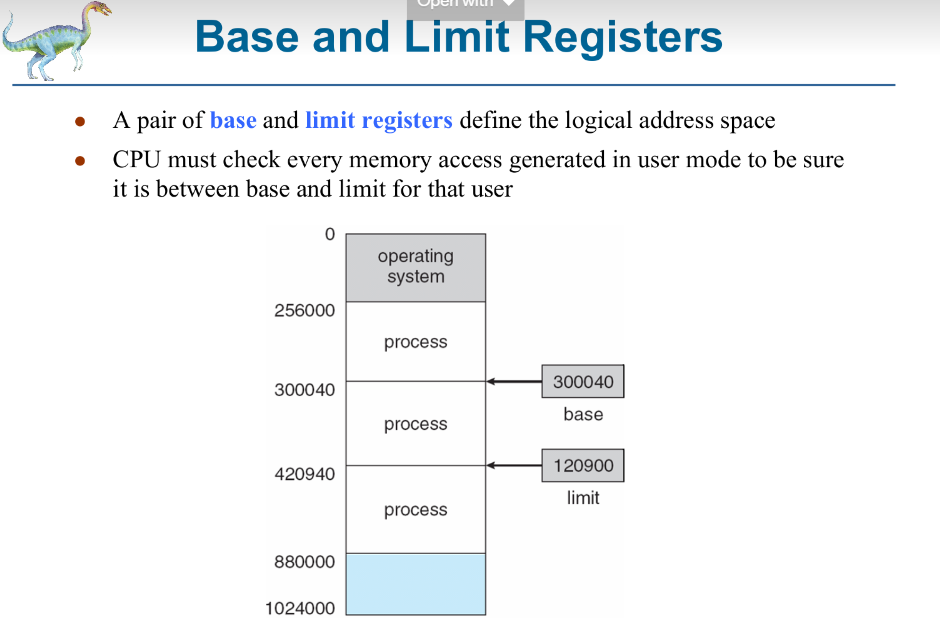 Open with
Base and Limit Registers
A pair of base and limit registers define the logical address space
CPU must check every memory access generated in user mode to be sure
it is between base and limit for that user
0
operating
system
256000
process
300040
300040
base
process
420940
120900
limit
process
880000
1024000